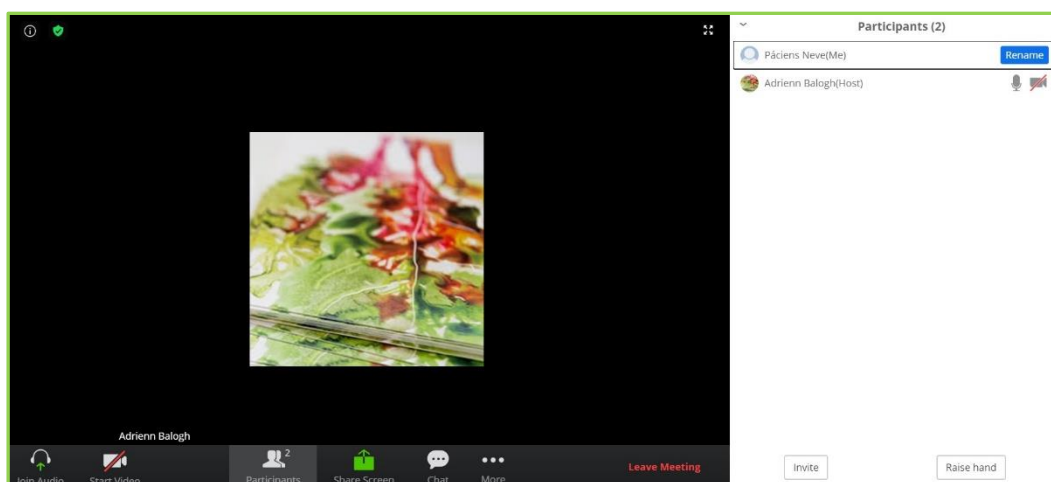 Participants (2)
Páciens Neve(Me) Rename
Adrienn Balogh(Host)
Adrienn Balogh
2
Join Audio Start Video Participants Share Screen Chat More Leave Meeting
Invite Raise hand